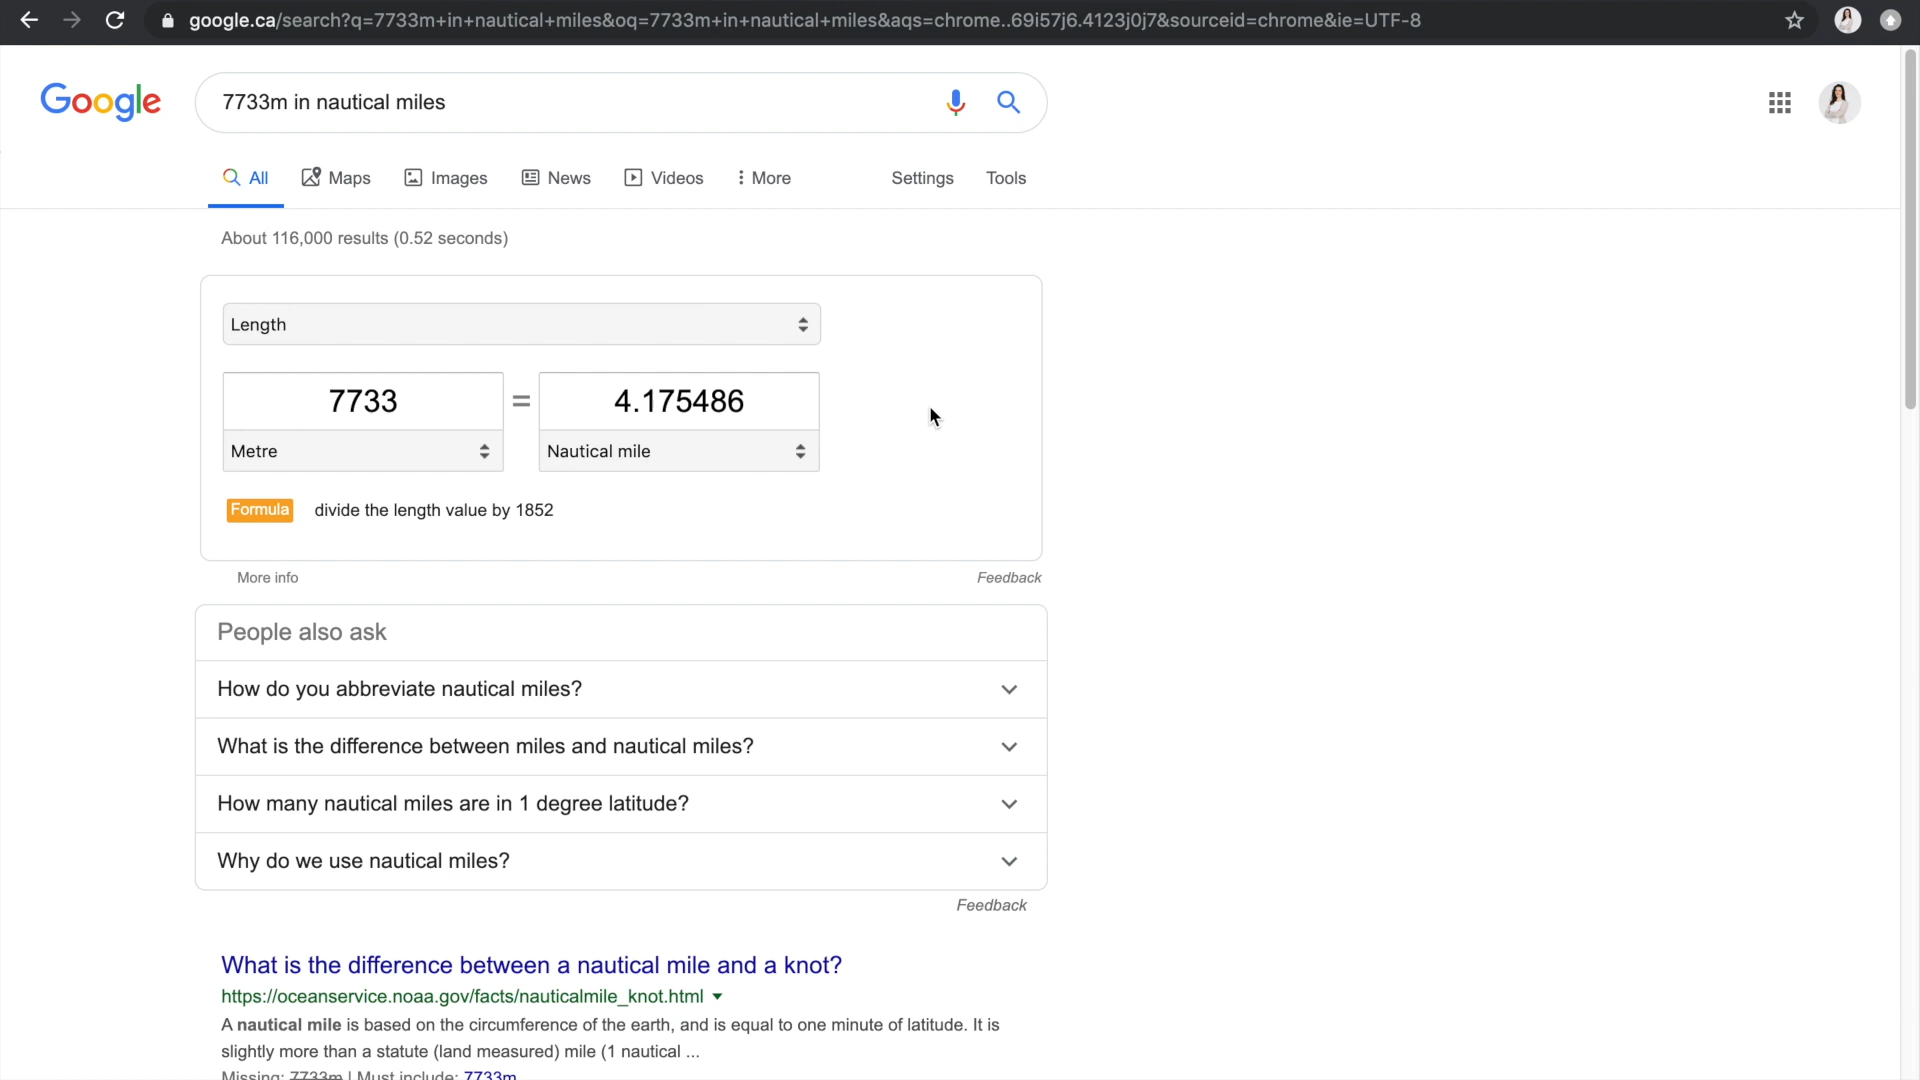 google.ca/search?q=7733m+in+nautical+miles&oq=7733m+in+nautical+miles&aqs=chrome..69i57j6.4123j0j7&sourceid=chrome&ie=UTF-8
Google
7733m in nautical miles
All Maps Images News Videos More Settings Tools
About 116,000 results (0.52 seconds)
Length
7733 = 4.175486
Metre Nautical mile
Formula divide the length value by 1852
More info Feedback
People also ask
How do you abbreviate nautical miles?
What is the difference between miles and nautical miles?
How many nautical miles are in 1 degree latitude?
Why do we use nautical miles?
Feedback
What is the difference between a nautical mile and a knot?
https://oceanservice.noaa.gov/facts/nauticalmile_knot.html
A nautical mile is based on the circumference of the earth, and is equal to one minute of latitude. It is
slightly more than a statute (land measured) mile (1 nautical ...
Missing: 7733m | Must include: 7733m